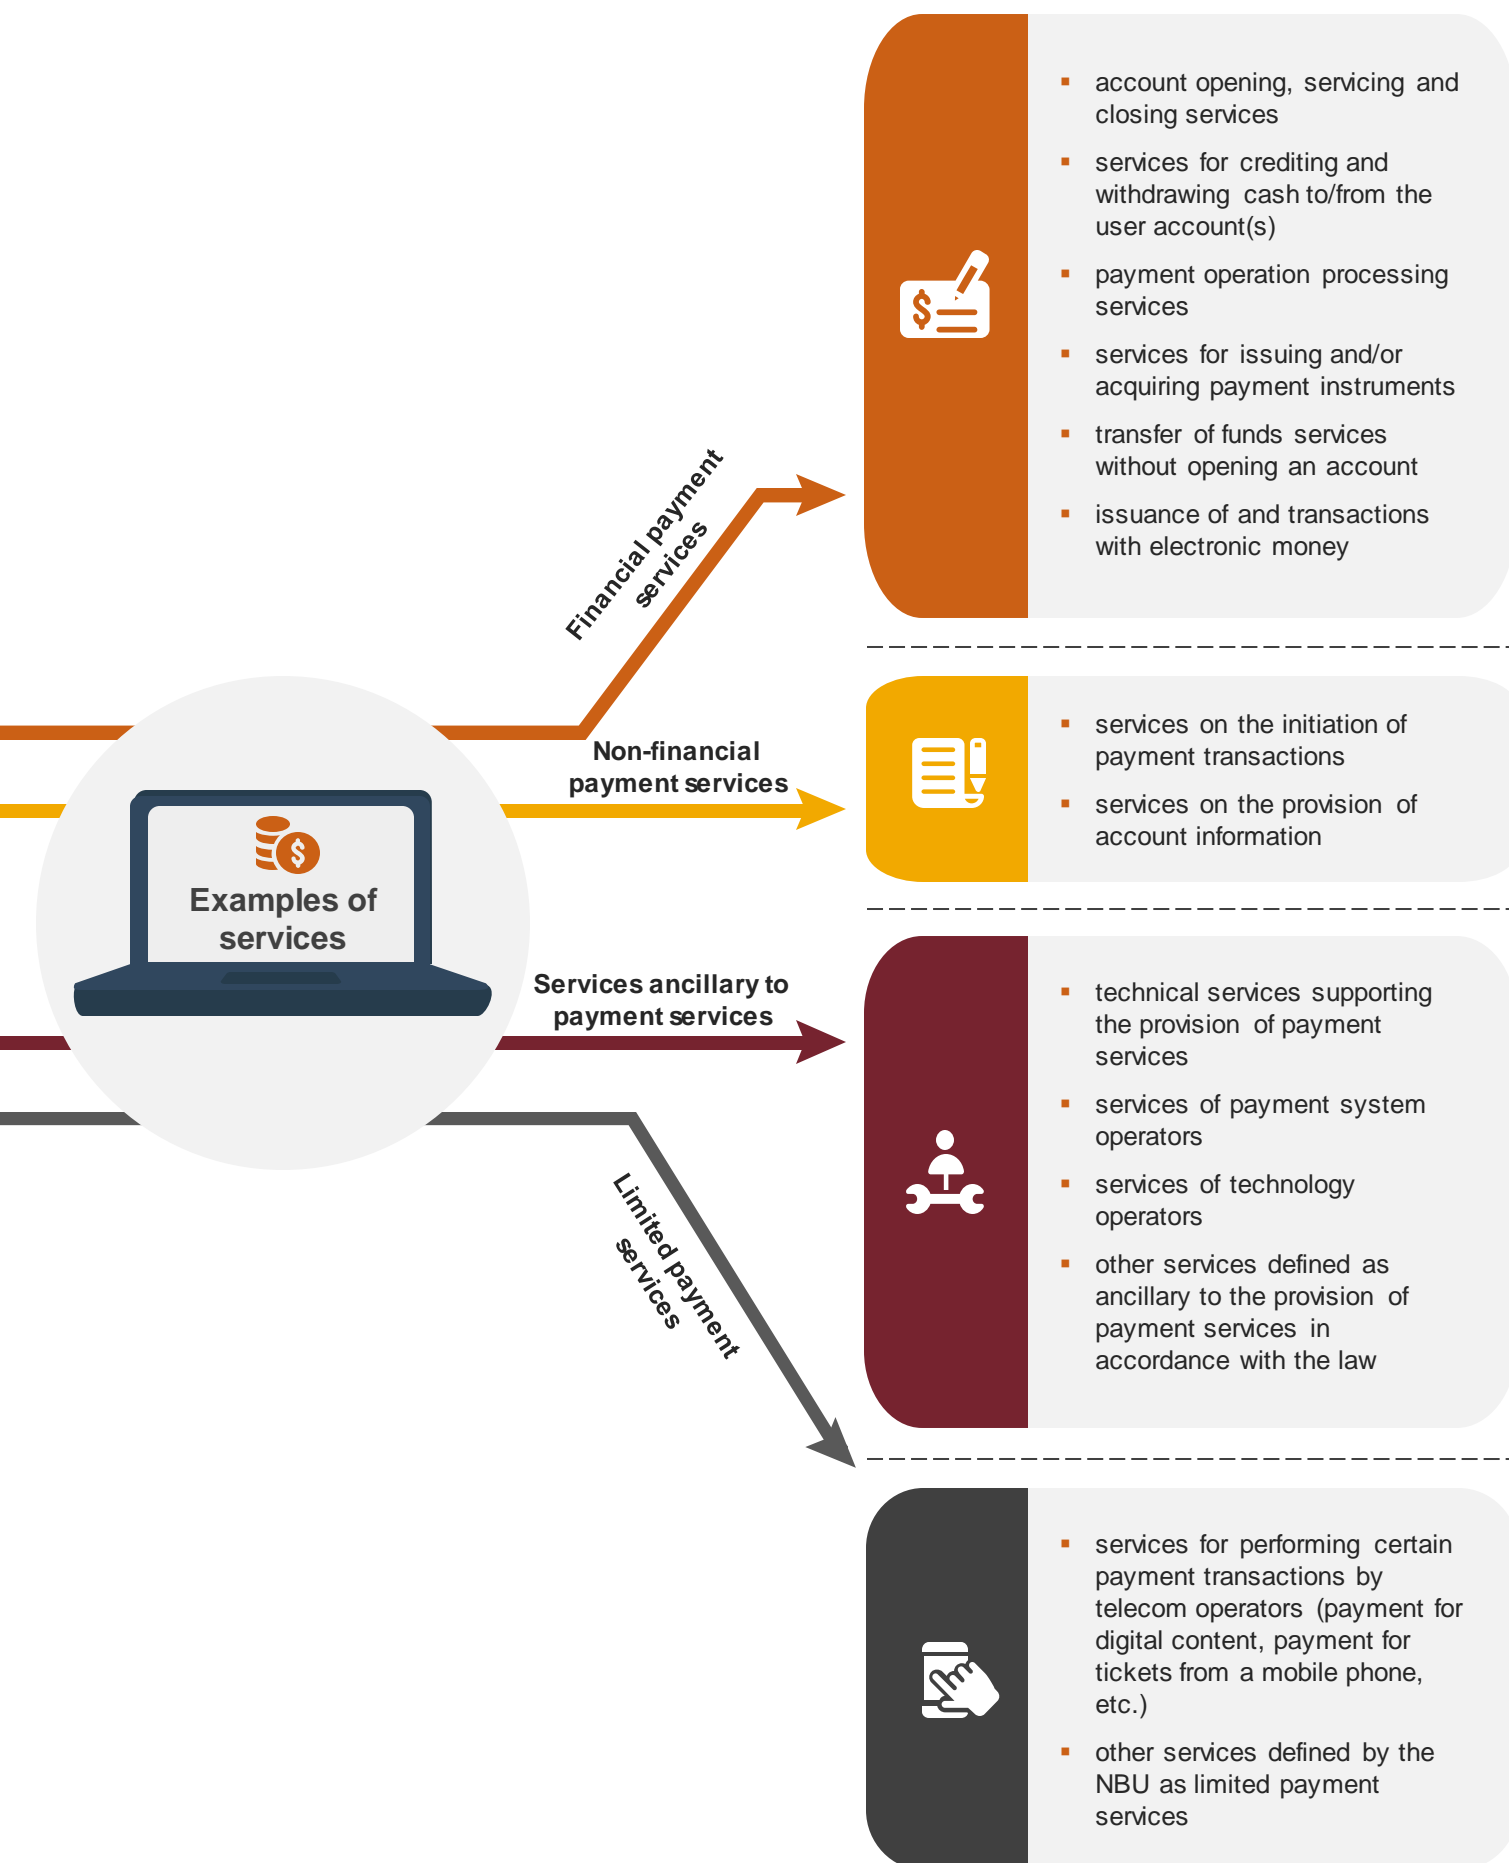 account opening, servicing and
closing services
services for crediting and
withdrawing cash to/from the
user account(s)
payment operation processing
services
services for issuing and/or
acquiring payment instruments
transfer of funds services
without opening an account
issuance of and transactions
with electronic money
Financial payment
services
Non-financial
payment services
services on the initiation of
payment transactions
services on the provision of
account information
Examples of
services
Services ancillary to
payment services
technical services supporting
the provision of payment
services
services of payment system
operators
services of technology
operators
other services defined as
ancillary to the provision of
payment services in
accordance with the law
Limited payment
services
services for performing certain
payment transactions by
telecom operators (payment for
digital content, payment for
tickets from a mobile phone,
etc.)
other services defined by the
NBU as limited payment
services